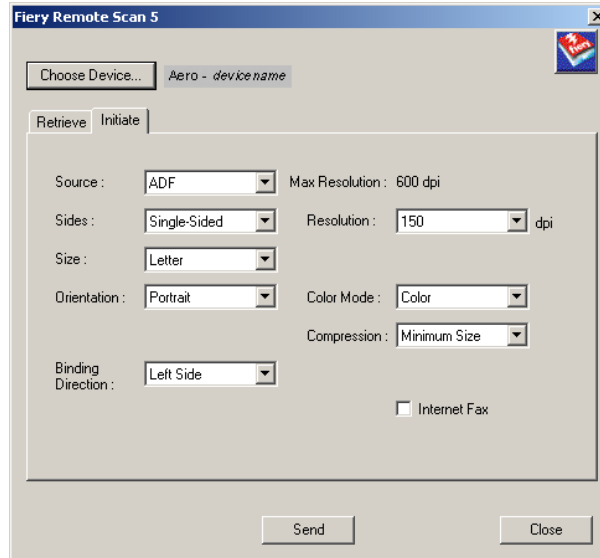 Fiery Remote Scan 5
fiery
Choose Device... Aero - devicename
Retrieve Initiate
Source : ADF Max Resolution : 600 dpi
Sides : Single-Sided Resolution : 150 dpi
Size : Letter
Orientation : Portrait Color Mode : Color
Compression : Minimum Size
Binding
Direction : Left Side
Internet Fax
Send Close